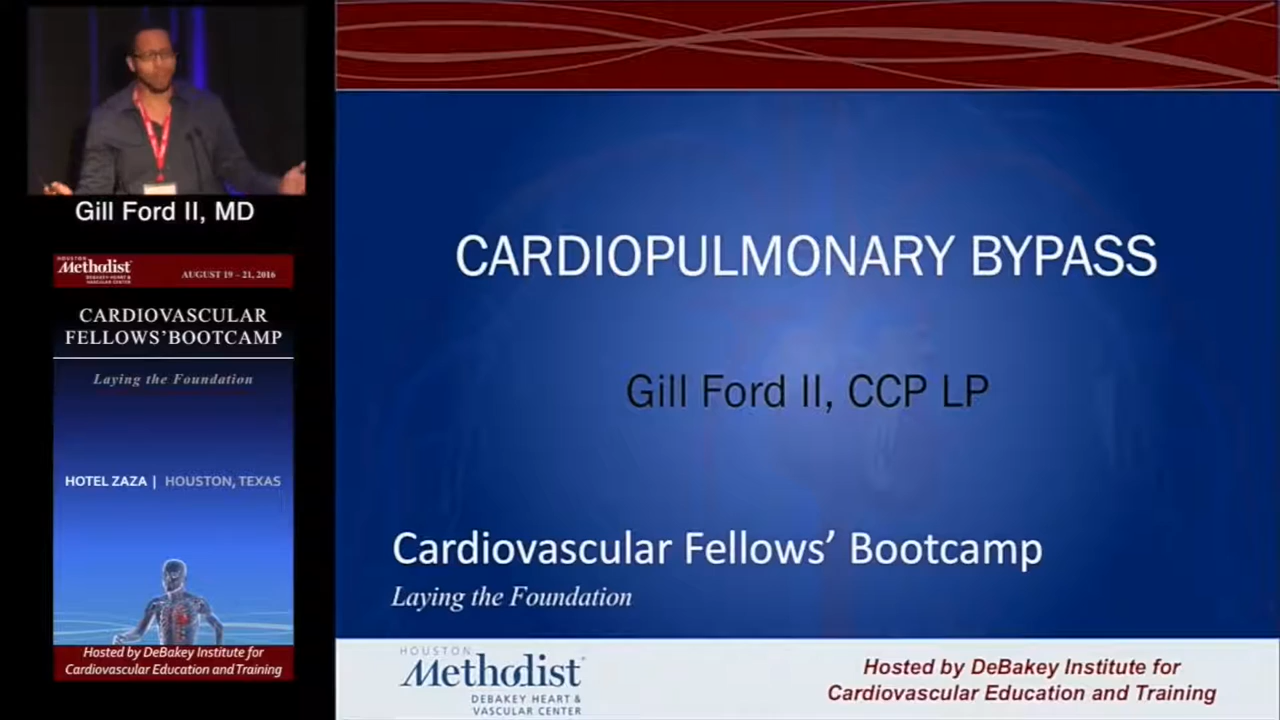 Gill Ford II, MD
HOUSTON
Methodist
DEBAKEY HEART &
VASCULAR CENTER
AUGUST 19 – 21, 2016
CARDIOVASCULAR
FELLOWS'BOOTCAMP
Laying the Foundation
HOTEL ZAZA | HOUSTON, TEXAS
Hosted by DeBakey Institute for
Cardiovascular Education and Training
CARDIOPULMONARY BYPASS
Gill Ford II, CCP LP
Cardiovascular Fellows’ Bootcamp
Laying the Foundation
HOUSTON
Methodist
DEBAKEY HEART &
VASCULAR CENTER
Hosted by DeBakey Institute for
Cardiovascular Education and Training